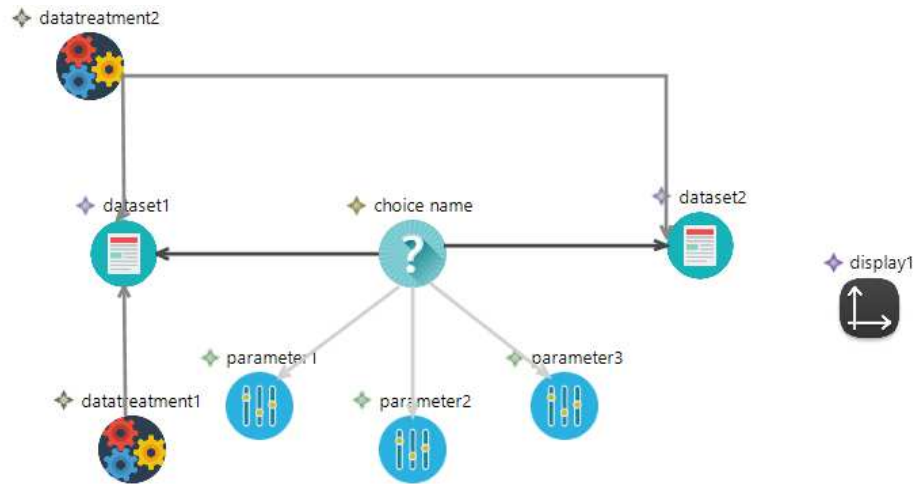 datatreatment2
dataset1
choice name
dataset2
display1
parameter1
parameter3
datatreatment1
parameter2